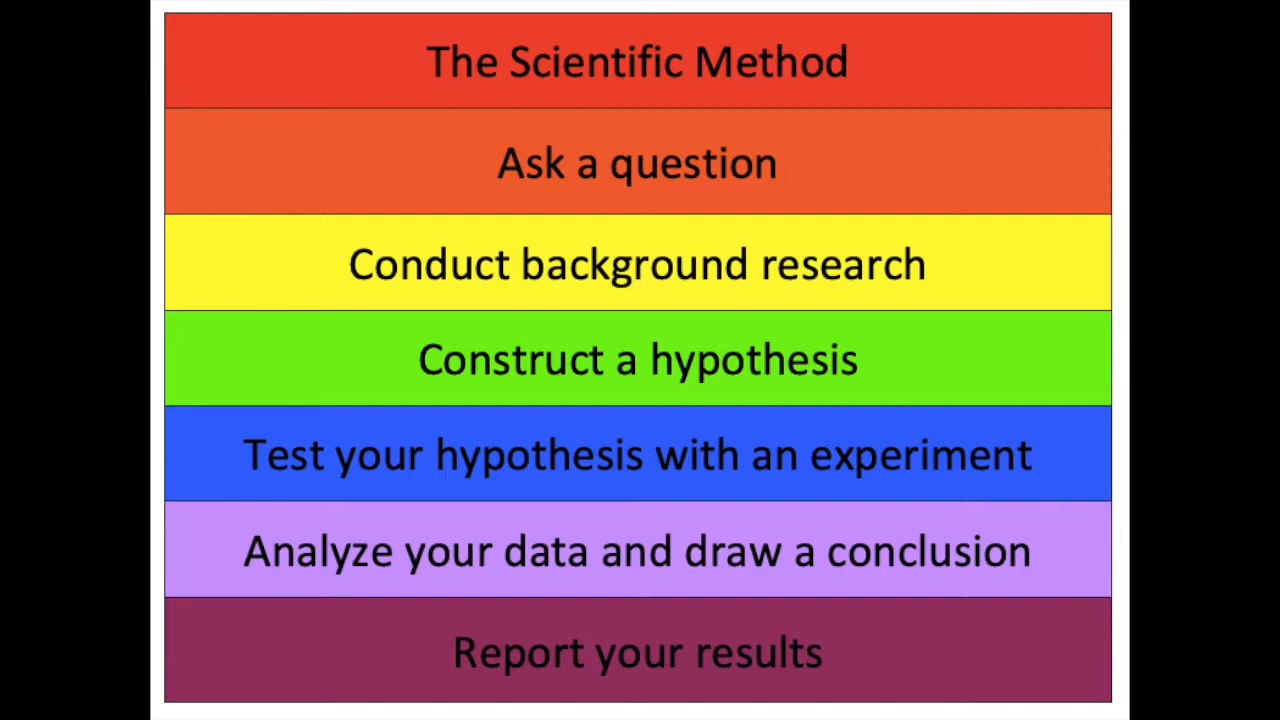 The Scientific Method
Ask a question
Conduct background research
Construct a hypothesis
Test your hypothesis with an experiment
Analyze your data and draw a conclusion
Report your results